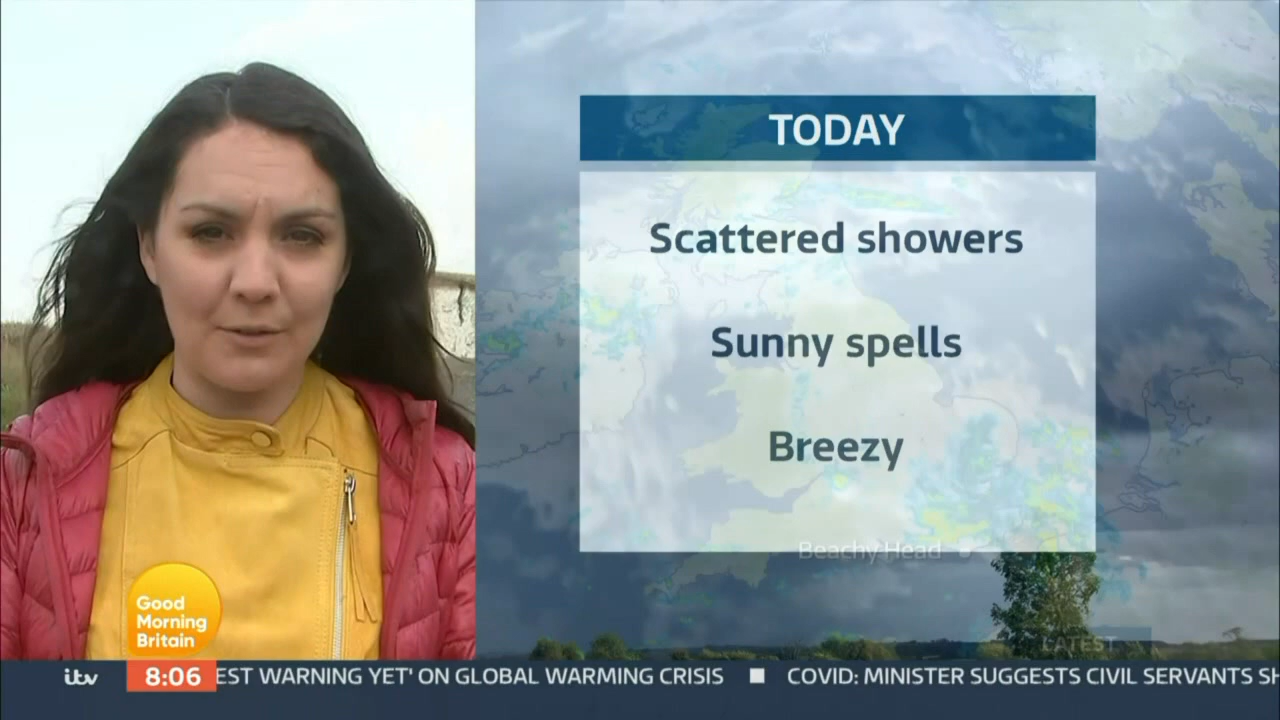 TODAY
Scattered showers
Sunny spells
Breezy
Beachy Head
LATEST
Good
Morning
Britain
itv
8:06
EST WARNING YET' ON GLOBAL WARMING CRISIS ■ COVID: MINISTER SUGGESTS CIVIL SERVANTS SH